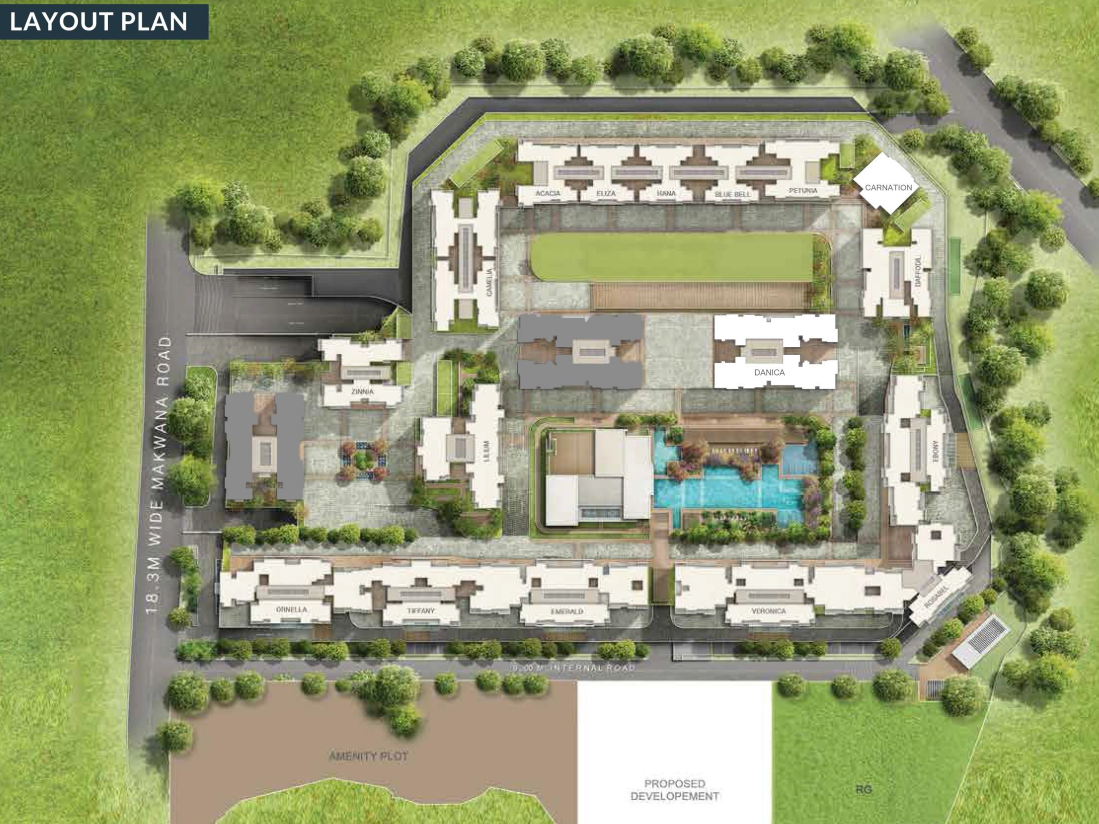 LAYOUT PLAN
ACACIA
ELIZA
HANA
BLUE BELL
PETUNIA
CARNATION
CAMELIA
DAFFODIL
DANICA
ZINNIA
LILIUM
EBONY
18.3M WIDE MAKWANA ROAD
ORNELLA
TIFFANY
EMERALD
VERONICA
ROSABEL
9.00 M. INTERNAL ROAD
AMENITY PLOT
PROPOSED
DEVELOPEMENT
RG